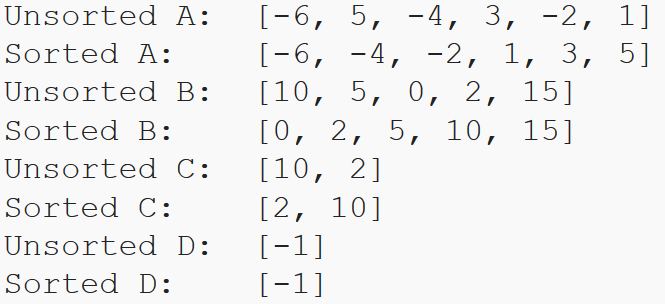 Unsorted A:  [-6, 5, -4, 3, -2, 1]
Sorted A:    [-6, -4, -2, 1, 3, 5]
Unsorted B:  [10, 5, 0, 2, 15]
Sorted B:    [0, 2, 5, 10, 15]
Unsorted C:  [10, 2]
Sorted C:    [2, 10]
Unsorted D:  [-1]
Sorted D:    [-1]